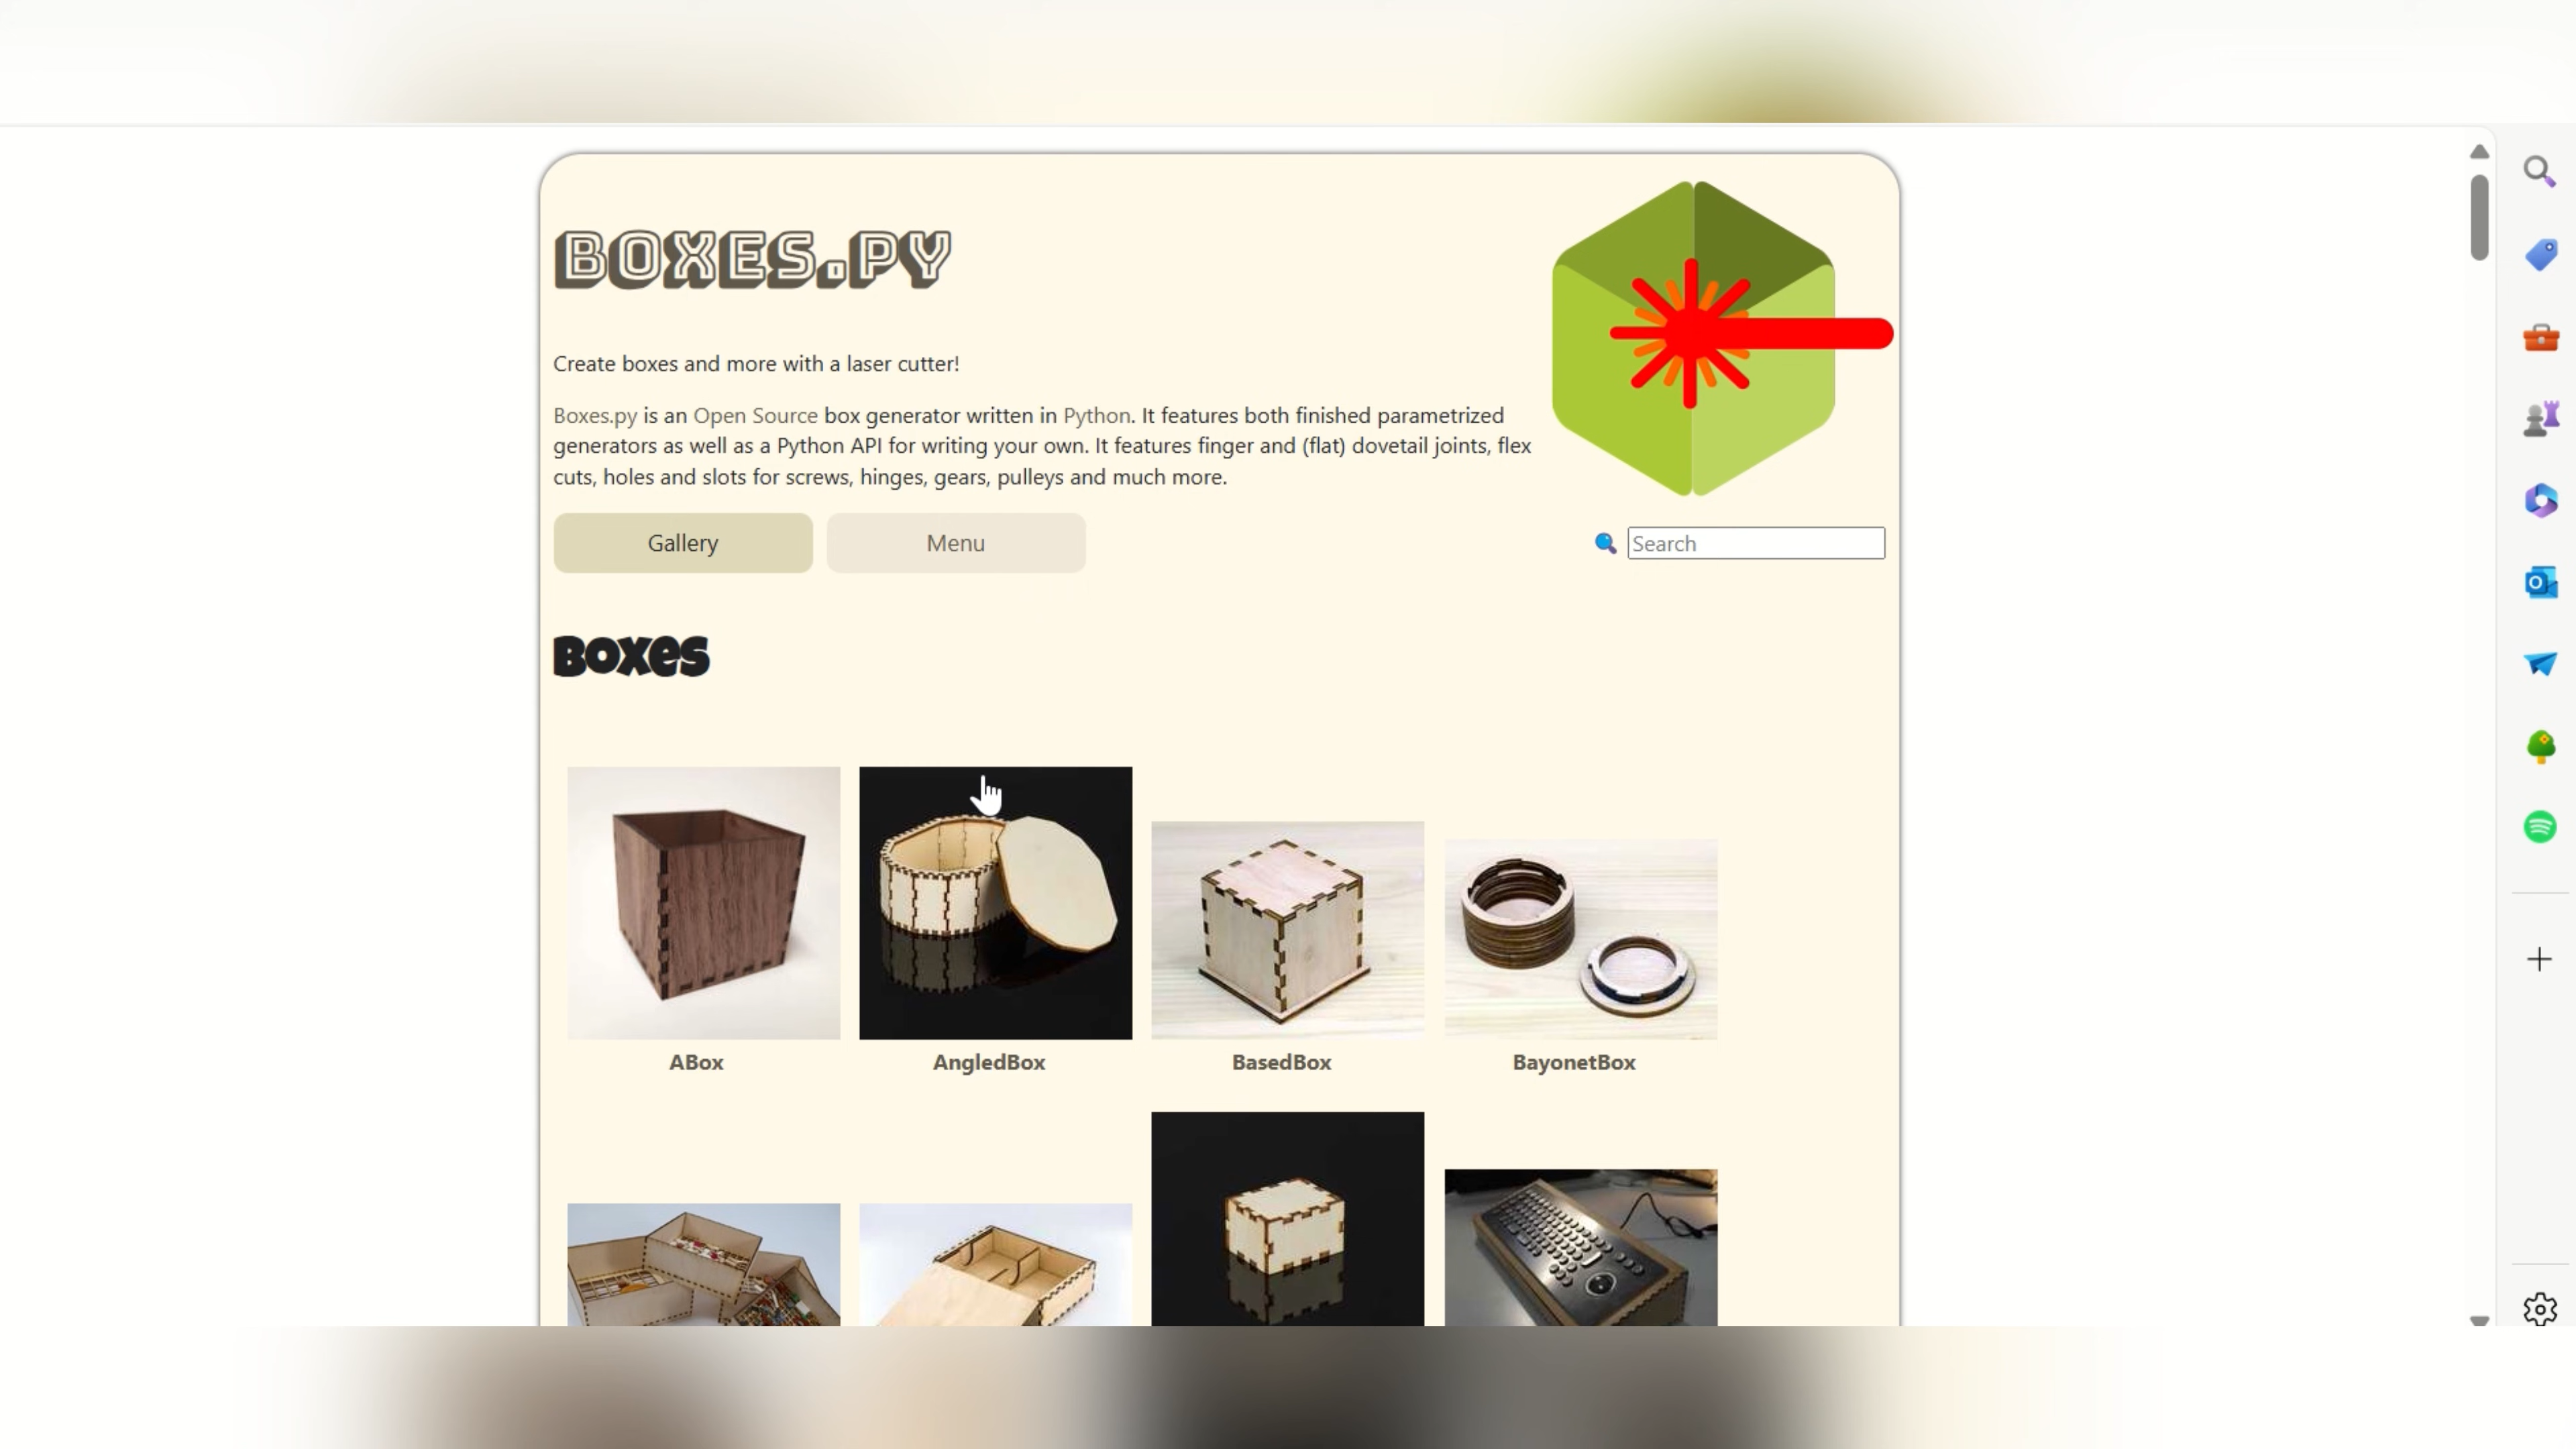 BOXES.PY
Create boxes and more with a laser cutter!
Boxes.py is an Open Source box generator written in Python. It features both finished parametrized
generators as well as a Python API for writing your own. It features finger and (flat) dovetail joints, flex
cuts, holes and slots for screws, hinges, gears, pulleys and much more.
Gallery
Menu
Search
Boxes
ABox
AngledBox
BasedBox
BayonetBox